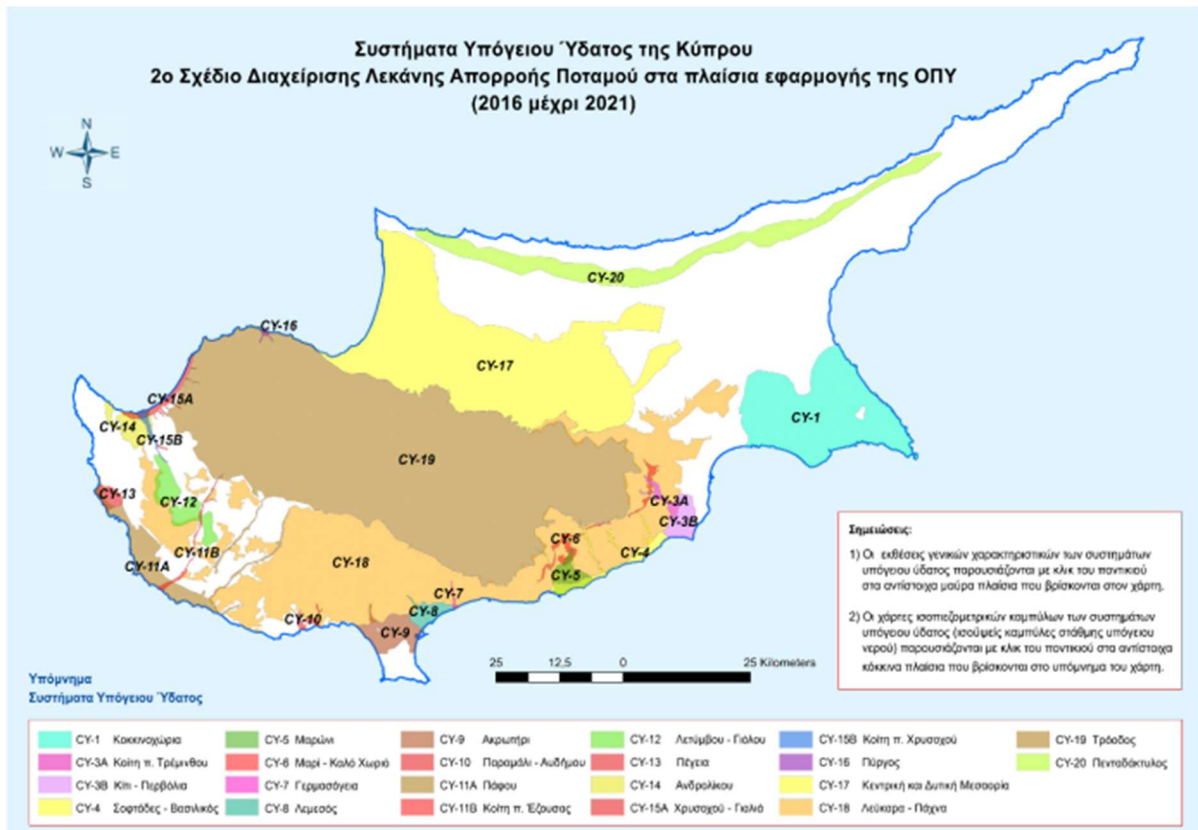 Συστήματα Υπόγειου Ύδατος της Κύπρου
2ο Σχέδιο Διαχείρισης Λεκάνης Απορροής Ποταμού στα πλαίσια εφαρμογής της ΟΠΥ
(2016 μέχρι 2021)
N
W E
S
CY-20
CY-16
CY-17
CY-15A
CY-1
CY-14
CY-15B
CY-19
CY-13
CY-12
CY-3A
CY-3B
CY-6
CY-4
CY-11B
CY-18
CY-11A
CY-5
CY-7
CY-8
CY-10
CY-9
Σημειώσεις:
1) Οι εκθέσεις γενικών χαρακτηριστικών των συστημάτων
υπόγειου ύδατος παρουσιάζονται με κλικ του ποντικιού
στα αντίστοιχα μαύρα πλαίσια που βρίσκονται στον χάρτη.
2) Οι χάρτες ισοπιεζομετρικών καμπύλων των συστημάτων
υπόγειου ύδατος (ισοϋψείς καμπύλες στάθμης υπόγειου
νερού) παρουσιάζονται με κλικ του ποντικιού στα αντίστοιχα
κόκκινα πλαίσια που βρίσκονται στο υπόμνημα του χάρτη.
25 12,5 0 25 Kilometers
Υπόμνημα
Συστήματα Υπόγειου Ύδατος
CY-1 Κοκκινοχώρια CY-5 Μαρώνι CY-9 Ακρωτήρι CY-12 Λετύμβου - Γιόλου CY-15B Κοίτη π. Χρυσοχού CY-19 Τρόοδος
CY-3A Κοίτη π. Τρέμινθου CY-6 Μαρί - Καλό Χωριό CY-10 Παραμάλι - Αυδήμου CY-13 Πέγεια CY-16 Πύργος CY-20 Πενταδάκτυλος
CY-3B Κίτι - Περβόλια CY-7 Γερμασόγεια CY-11A Πάφου CY-14 Ανδρολίκου CY-17 Κεντρική και Δυτική Μεσαορία
CY-4 Σοφτάδες - Βασιλικός CY-8 Λεμεσός CY-11B Κοίτη π. Έζουσας CY-15A Χρυσοχού - Γιαλιά CY-18 Λεύκαρα - Πάχνα